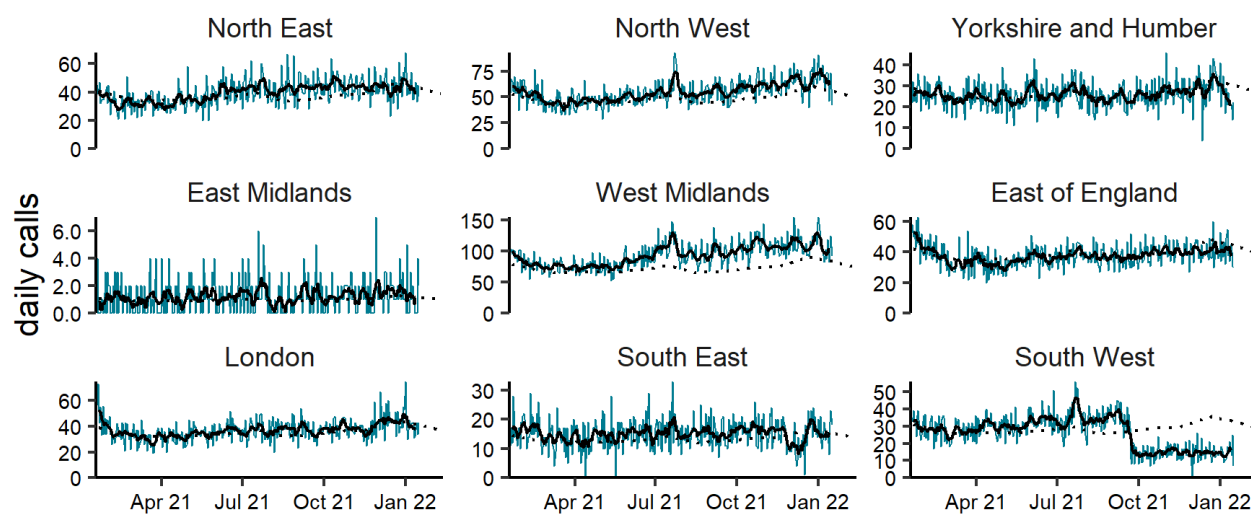 North East North West Yorkshire and Humber
60 75 40
40 50 30
20 25 20
0 0 10
0
East Midlands West Midlands East of England
daily calls
6.0 150 60
4.0 100 40
2.0 50 20
0.0 0 0
London South East South West
60 30 50
40 20 40
20 10 30
0 0 20
10
0
Apr 21 Jul 21 Oct 21 Jan 22 Apr 21 Jul 21 Oct 21 Jan 22 Apr 21 Jul 21 Oct 21 Jan 22